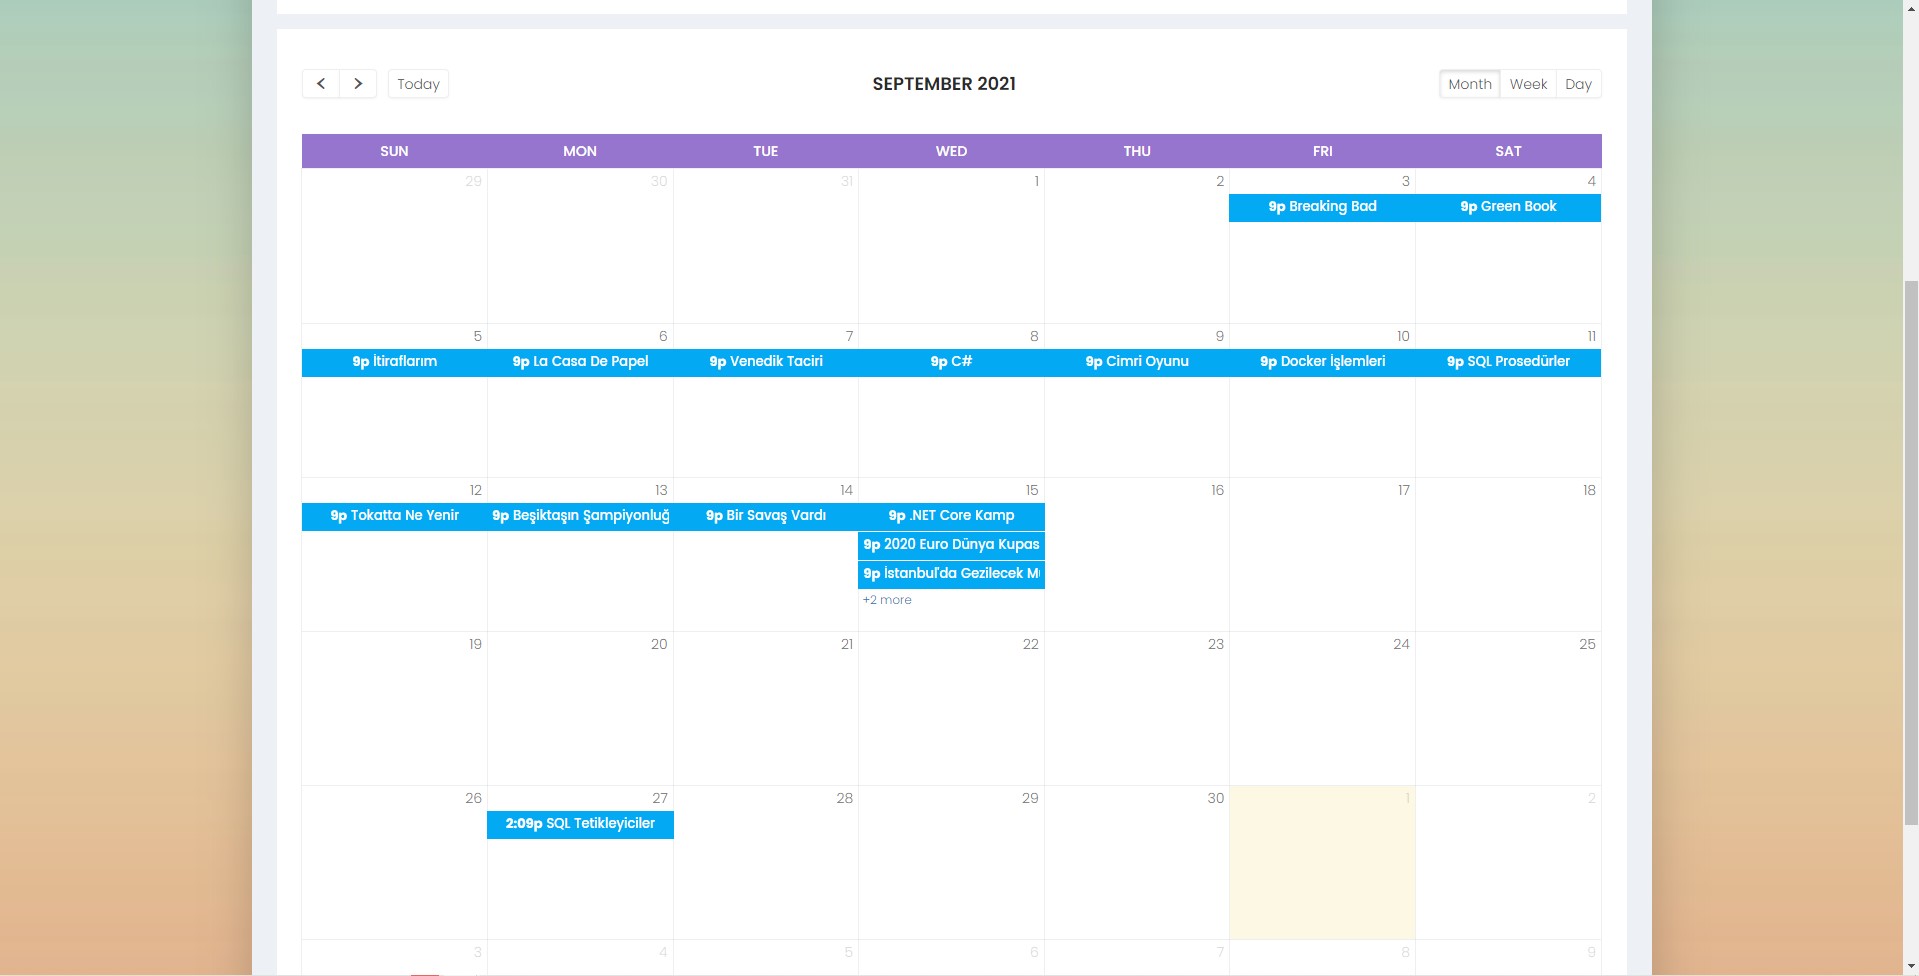 Today SEPTEMBER 2021 Month Week Day
SUN MON TUE WED THU FRI SAT
29 30 31 1 2 3 4
9p Breaking Bad 9p Green Book
5 6 7 8 9 10 11
9p İtiraflarım 9p La Casa De Papel 9p Venedik Taciri 9p C# 9p Cimri Oyunu 9p Docker İşlemleri 9p SQL Prosedürler
12 13 14 15 16 17 18
9p Tokatta Ne Yenir 9p Beşiktaşın Şampiyonluğ 9p Bir Savaş Vardı 9p .NET Core Kamp
9p 2020 Euro Dünya Kupas
9p İstanbul'da Gezilecek M
+2 more
19 20 21 22 23 24 25
26 27 28 29 30 1 2
2:09p SQL Tetikleyiciler
3 4 5 6 7 8 9